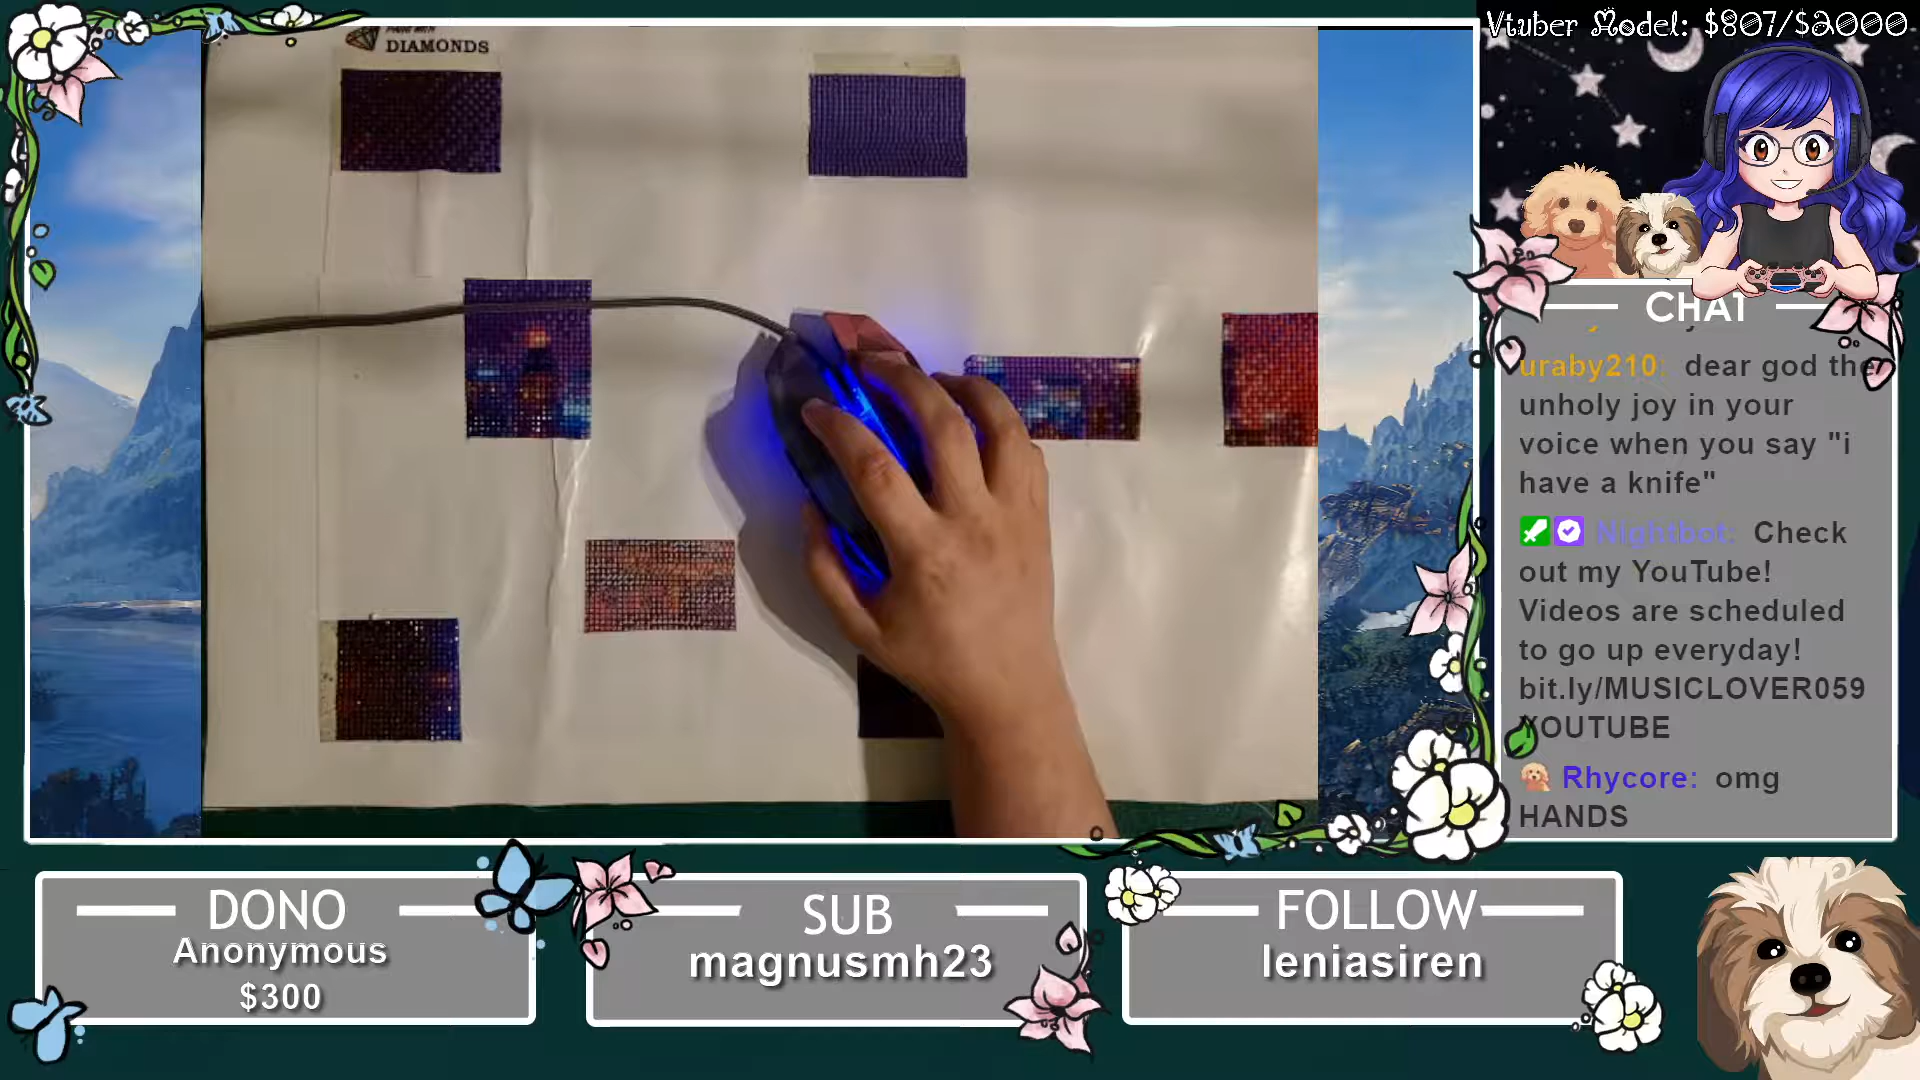 Vtuber Model: $807/$2000
DIAMONDS
CHAT
uraby210: dear god the
unholy joy in your
voice when you say "i
have a knife"
Nightbot: Check
out my YouTube!
Videos are scheduled
to go up everyday!
bit.ly/MUSICLOVER059
YOUTUBE
Rhycore: omg
HANDS
DONO
Anonymous
$300
SUB
magnusmh23
FOLLOW
leniasiren